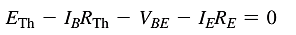 E_Th − I_B R_Th − V_BE − I_E R_E = 0